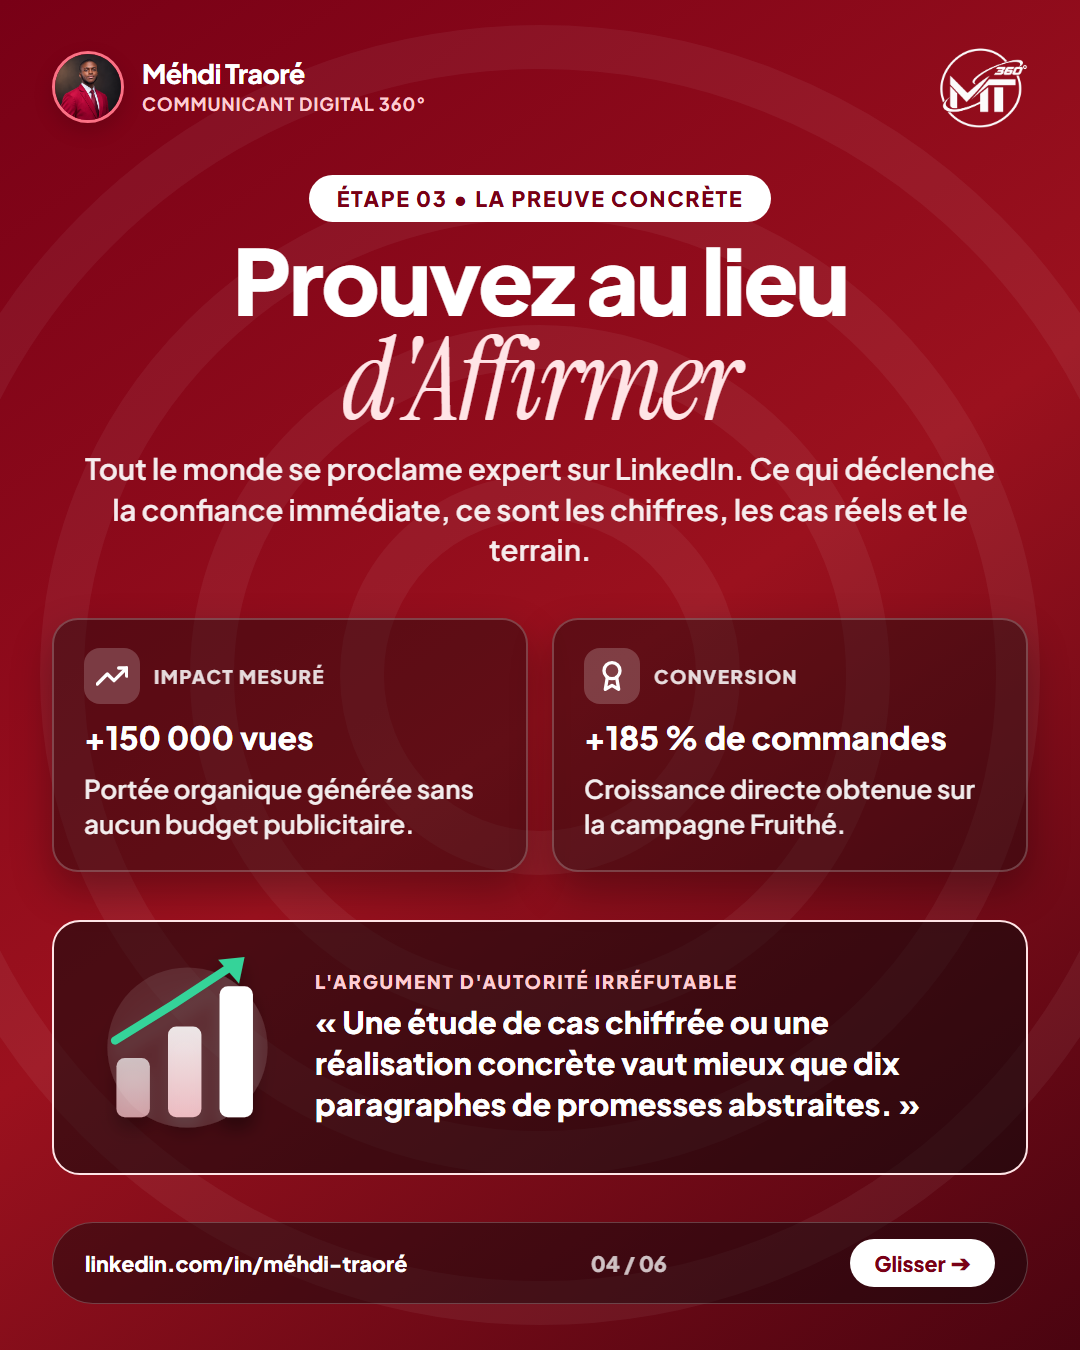 Méhdi Traoré
COMMUNICANT DIGITAL 360°
MT 360°
ÉTAPE 03 • LA PREUVE CONCRÈTE
Prouvez au lieu
d'Affirmer
Tout le monde se proclame expert sur LinkedIn. Ce qui déclenche
la confiance immédiate, ce sont les chiffres, les cas réels et le
terrain.
IMPACT MESURÉ
+150 000 vues
Portée organique générée sans
aucun budget publicitaire.
CONVERSION
+185 % de commandes
Croissance directe obtenue sur
la campagne Fruithé.
L'ARGUMENT D'AUTORITÉ IRRÉFUTABLE
« Une étude de cas chiffrée ou une
réalisation concrète vaut mieux que dix
paragraphes de promesses abstraites. »
linkedin.com/in/méhdi-traoré
04 / 06
Glisser ➔